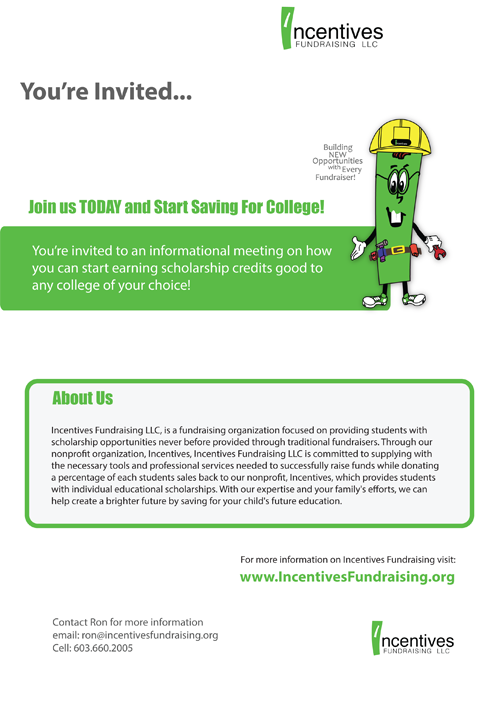 Incentives
FUNDRAISING LLC
You're Invited...
Building
NEW
Opportunities
with Every
Fundraiser!
Join us TODAY and Start Saving For College!
You're invited to an informational meeting on how
you can start earning scholarship credits good to
any college of your choice!
About Us
Incentives Fundraising LLC, is a fundraising organization focused on providing students with
scholarship opportunities never before provided through traditional fundraisers. Through our
nonprofit organization, Incentives, Incentives Fundraising LLC is committed to supplying with
the necessary tools and professional services needed to successfully raise funds while donating
a percentage of each students sales back to our nonprofit, Incentives, which provides students
with individual educational scholarships. With our expertise and your family's efforts, we can
help create a brighter future by saving for your child's future education.
For more information on Incentives Fundraising visit:
www.IncentivesFundraising.org
Contact Ron for more information
email: ron@incentivesfundraising.org
Cell: 603.660.2005
Incentives
FUNDRAISING LLC